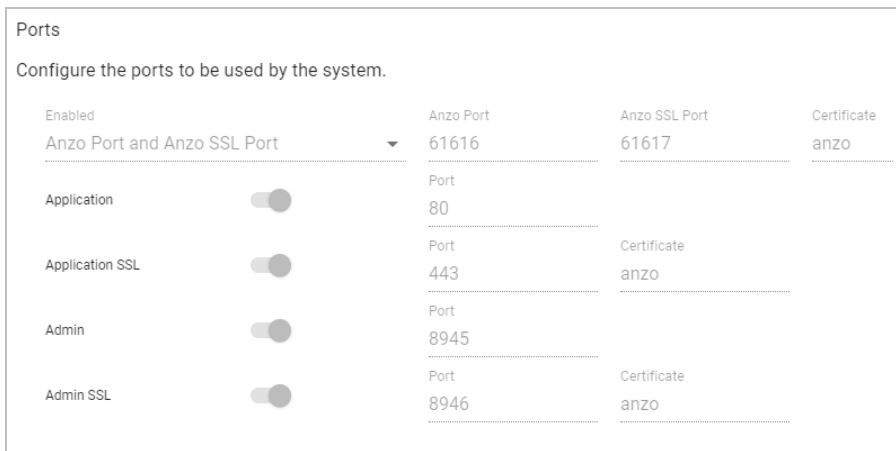 Ports
Configure the ports to be used by the system.
Enabled Anzo Port Anzo SSL Port Certificate
Anzo Port and Anzo SSL Port 61616 61617 anzo
Port
Application 80
Port Certificate
Application SSL 443 anzo
Port
Admin 8945
Port Certificate
Admin SSL 8946 anzo